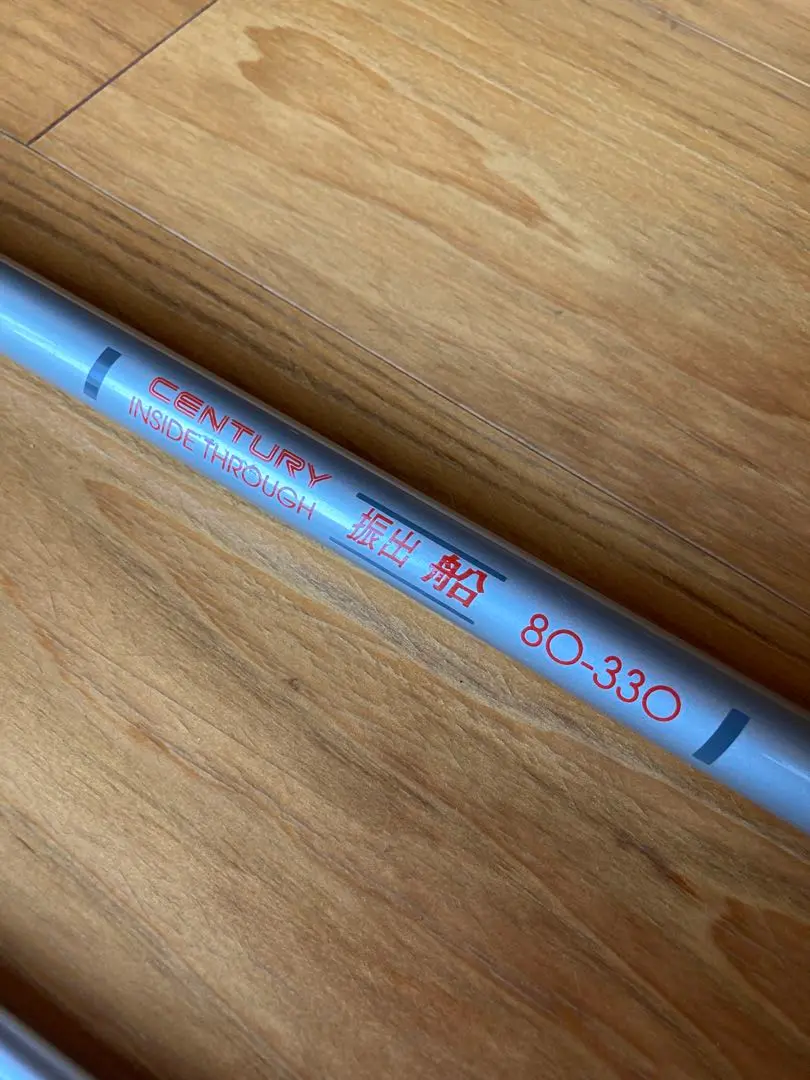 CENTURY
INSIDE THROUGH
振出 船 80-330